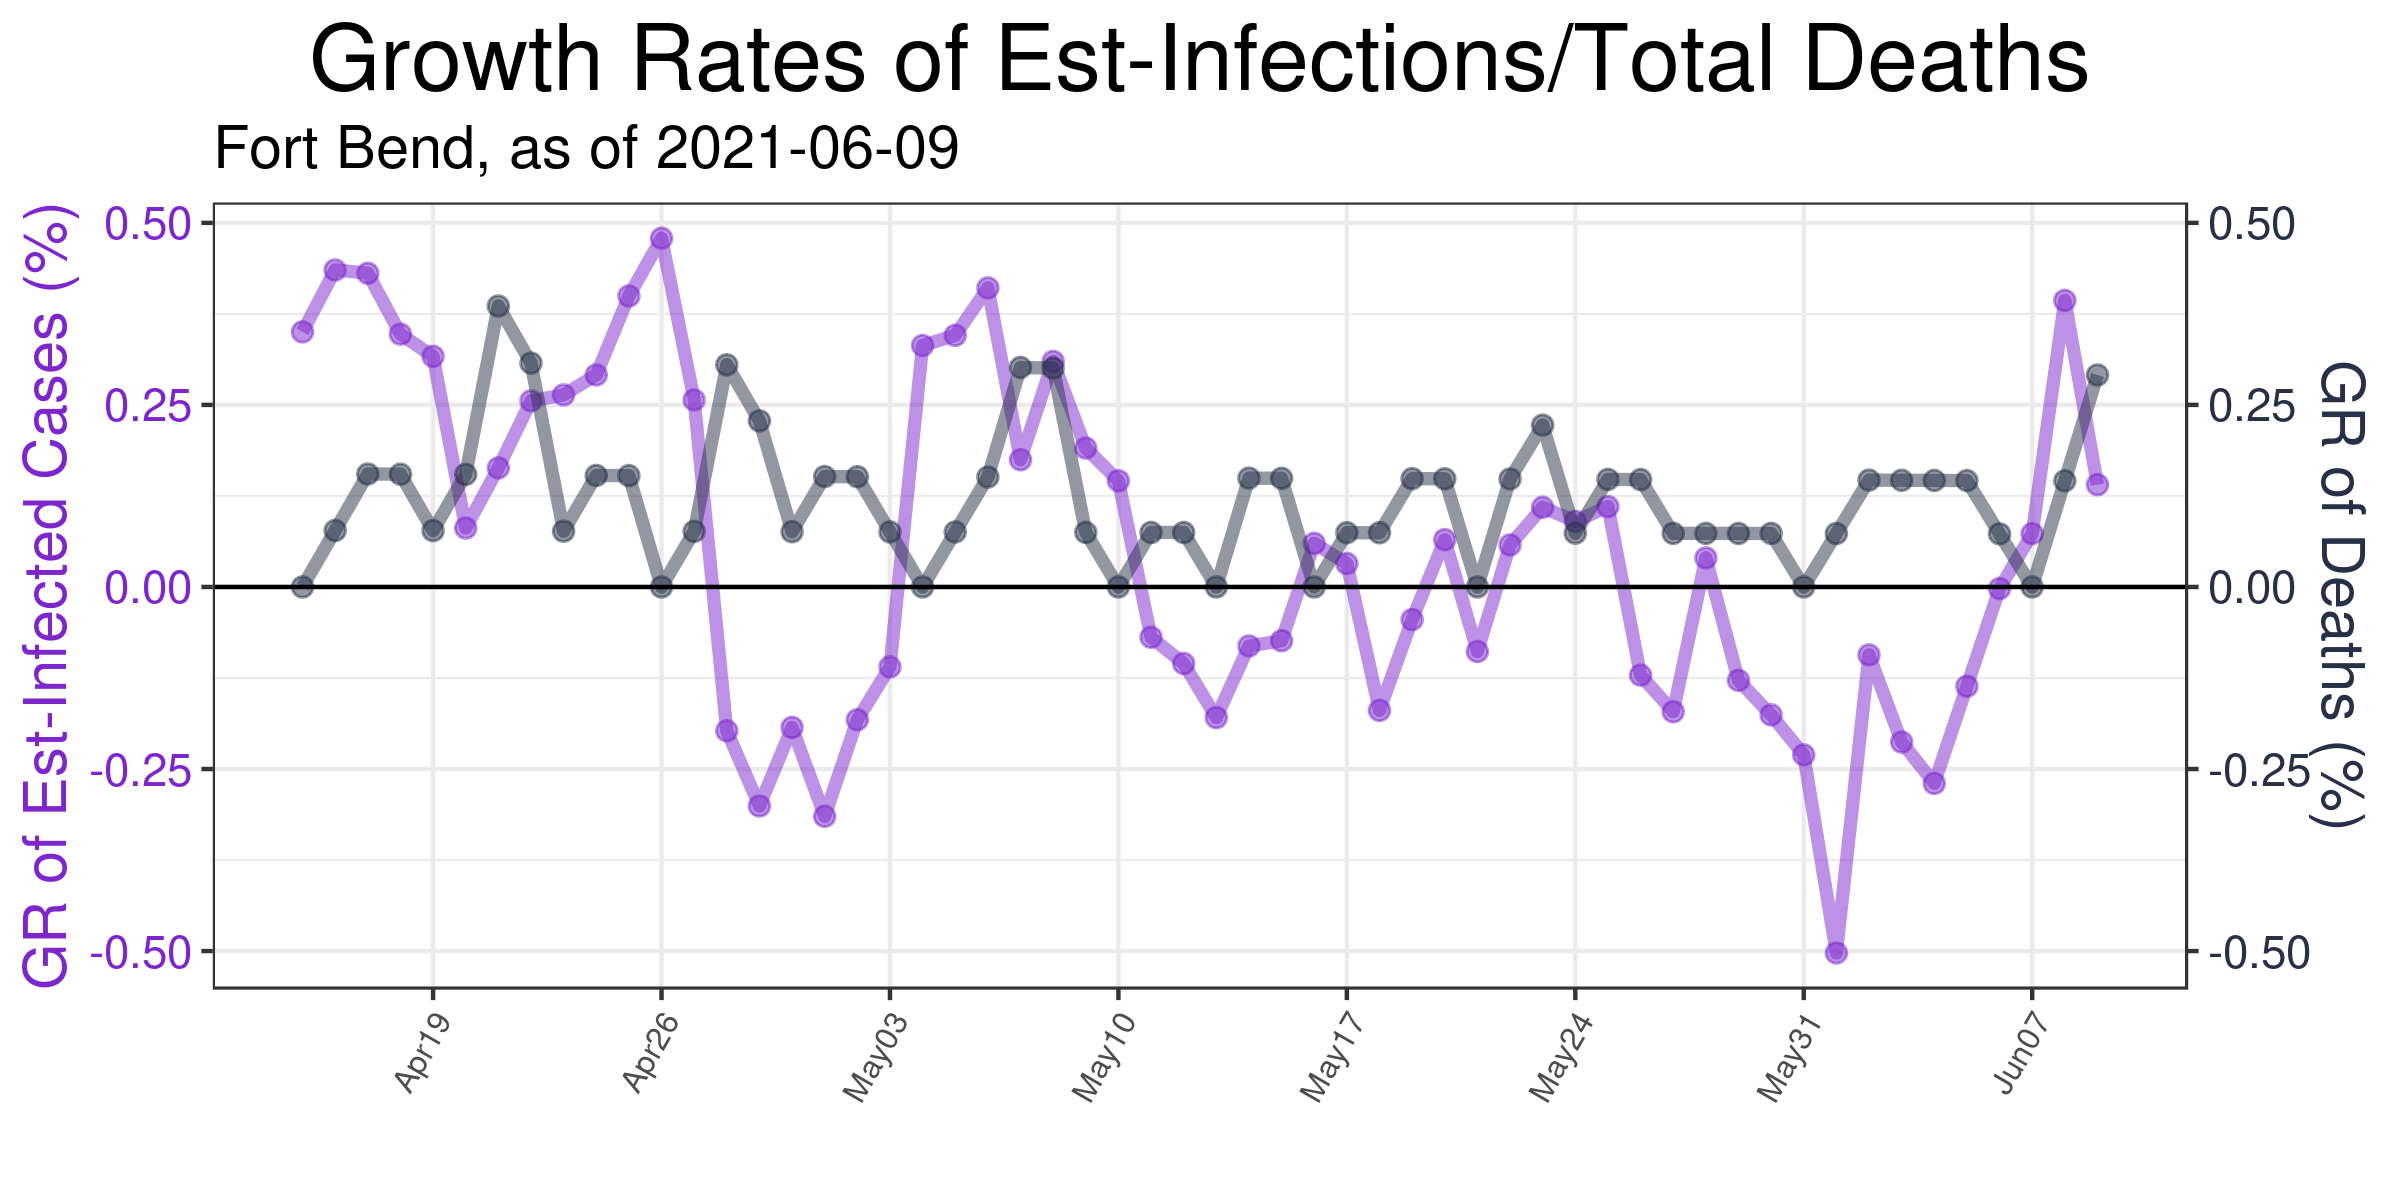 Growth Rates of Est-Infections/Total Deaths
Fort Bend, as of 2021-06-09
GR of Est-Infected Cases (%)
0.50
0.25
0.00
-0.25
-0.50
0.50
0.25
0.00
-0.25
-0.50
GR of Deaths (%)
Apr19
Apr26
May03
May10
May17
May24
May31
Jun07